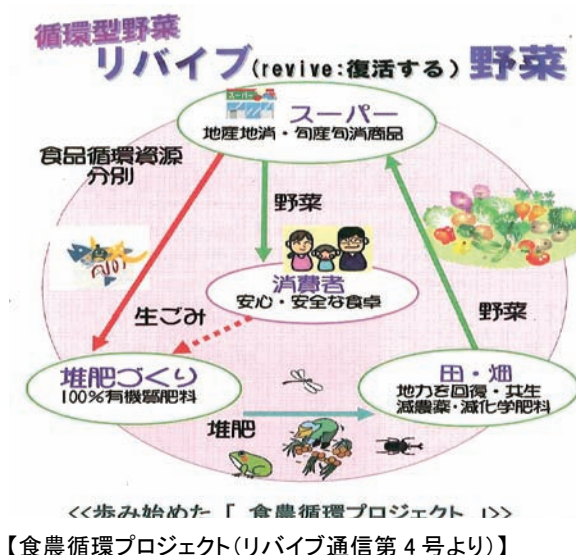 循環型野菜
リバイブ(revive:復活する)野菜
スーパー
スーパー
地産地消・旬産旬消商品
食品循環資源
分別
野菜
消費者
安心・安全な食卓
生ごみ
野菜
堆肥づくり
100%有機質肥料
田・畑
地力を回復・共生
減農薬・減化学肥料
堆肥
<<歩み始めた「 食農循環プロジェクト 」>>
【食農循環プロジェクト(リバイブ通信第 4 号より)】